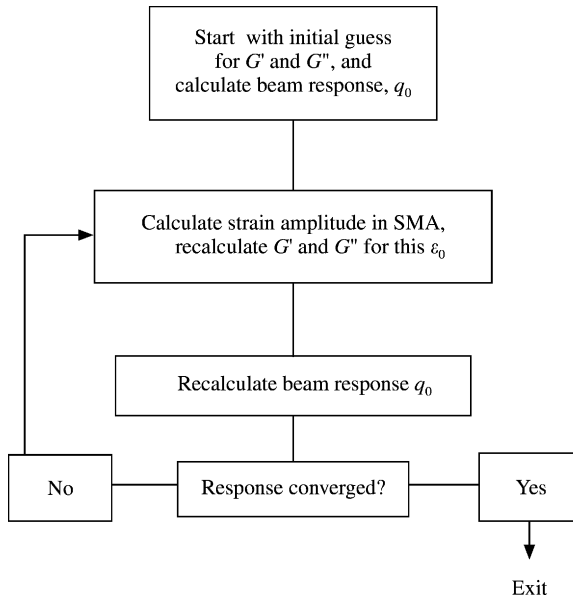 Start with initial guess
for G' and G", and
calculate beam response, q0
Calculate strain amplitude in SMA,
recalculate G' and G" for this ε0
Recalculate beam response q0
No
Response converged?
Yes
Exit